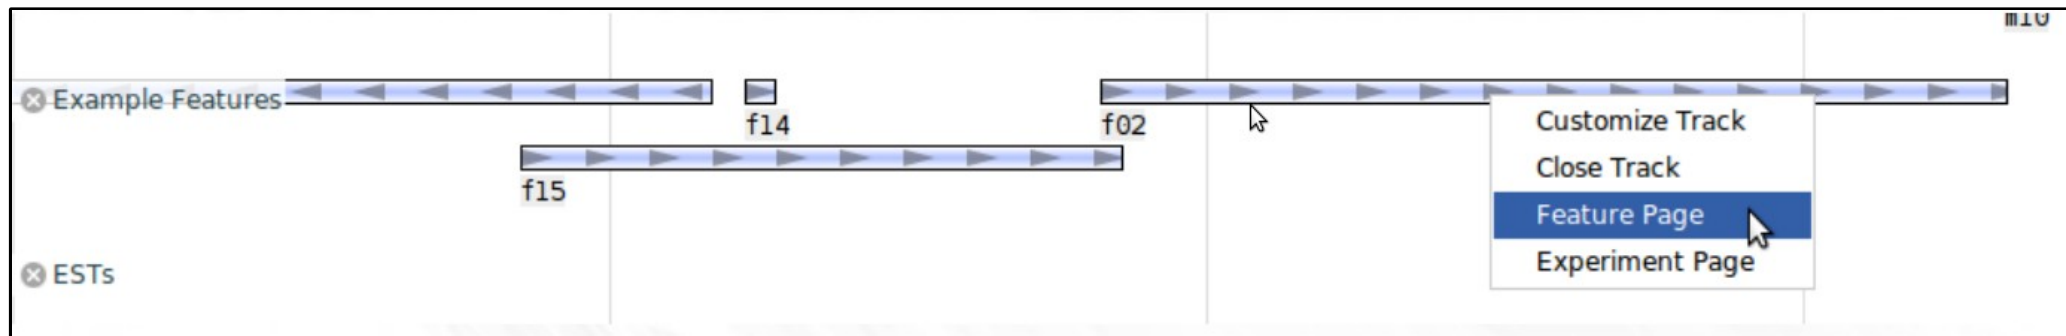 m10
Example Features
f14
f02
f15
Customize Track
Close Track
Feature Page
Experiment Page
ESTs